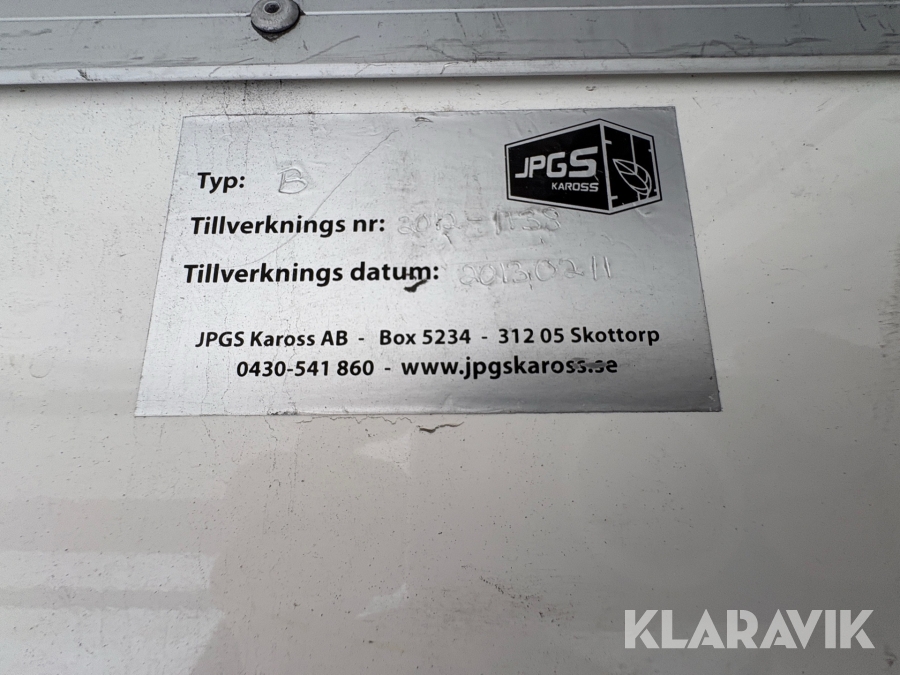 JPGS
KAROSS
Typ: B
Tillverknings nr:
Tillverknings datum: 2013,02 11
JPGS Kaross AB - Box 5234 - 312 05 Skottorp
0430-541 860 - www.jpgskaross.se
KLARAVIK